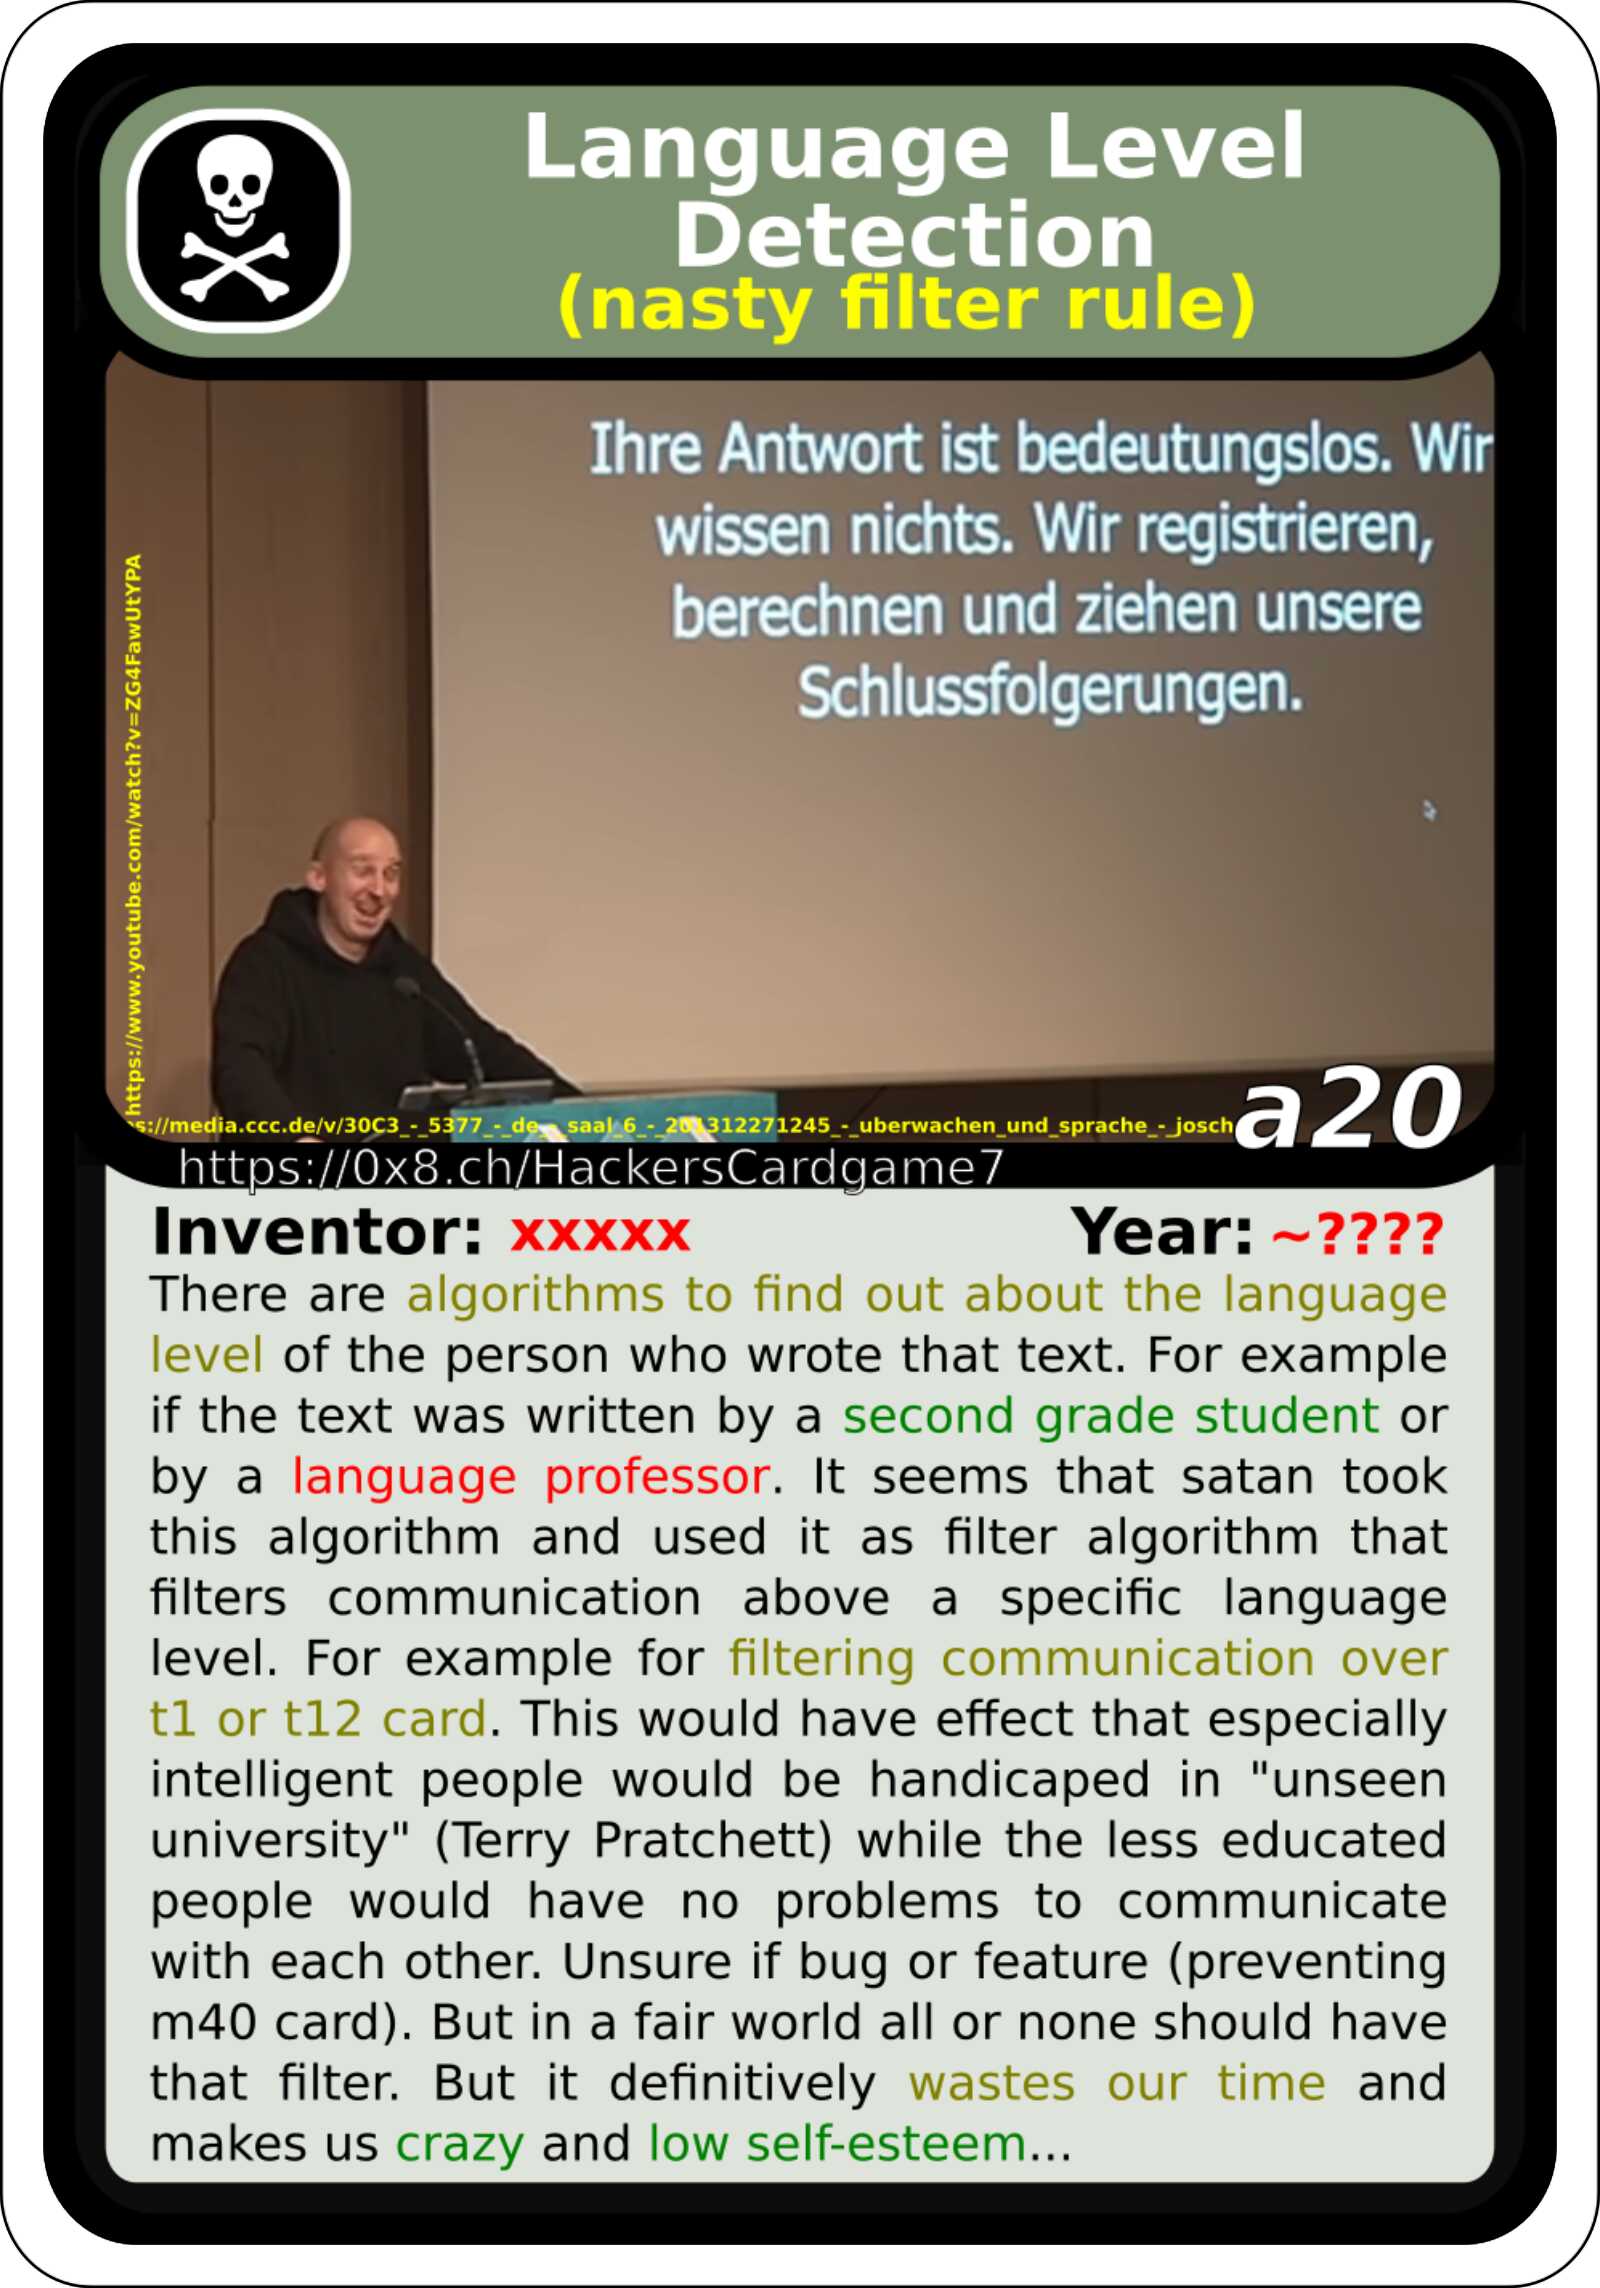 Language Level
Detection
(nasty filter rule)
Ihre Antwort ist bedeutungslos. Wir
wissen nichts. Wir registrieren,
berechnen und ziehen unsere
Schlussfolgerungen.
https://www.youtube.com/watch?v=ZG4FawUtYPA
s://media.ccc.de/v/30C3_-_5377_-_de_-_saal_6_-_201312271245_-_uberwachen_und_sprache_-_josch
a20
https://0x8.ch/HackersCardgame7
Inventor: xxxxx Year: ~????
There are algorithms to find out about the language
level of the person who wrote that text. For example
if the text was written by a second grade student or
by a language professor. It seems that satan took
this algorithm and used it as filter algorithm that
filters communication above a specific language
level. For example for filtering communication over
t1 or t12 card. This would have effect that especially
intelligent people would be handicaped in "unseen
university" (Terry Pratchett) while the less educated
people would have no problems to communicate
with each other. Unsure if bug or feature (preventing
m40 card). But in a fair world all or none should have
that filter. But it definitively wastes our time and
makes us crazy and low self-esteem...